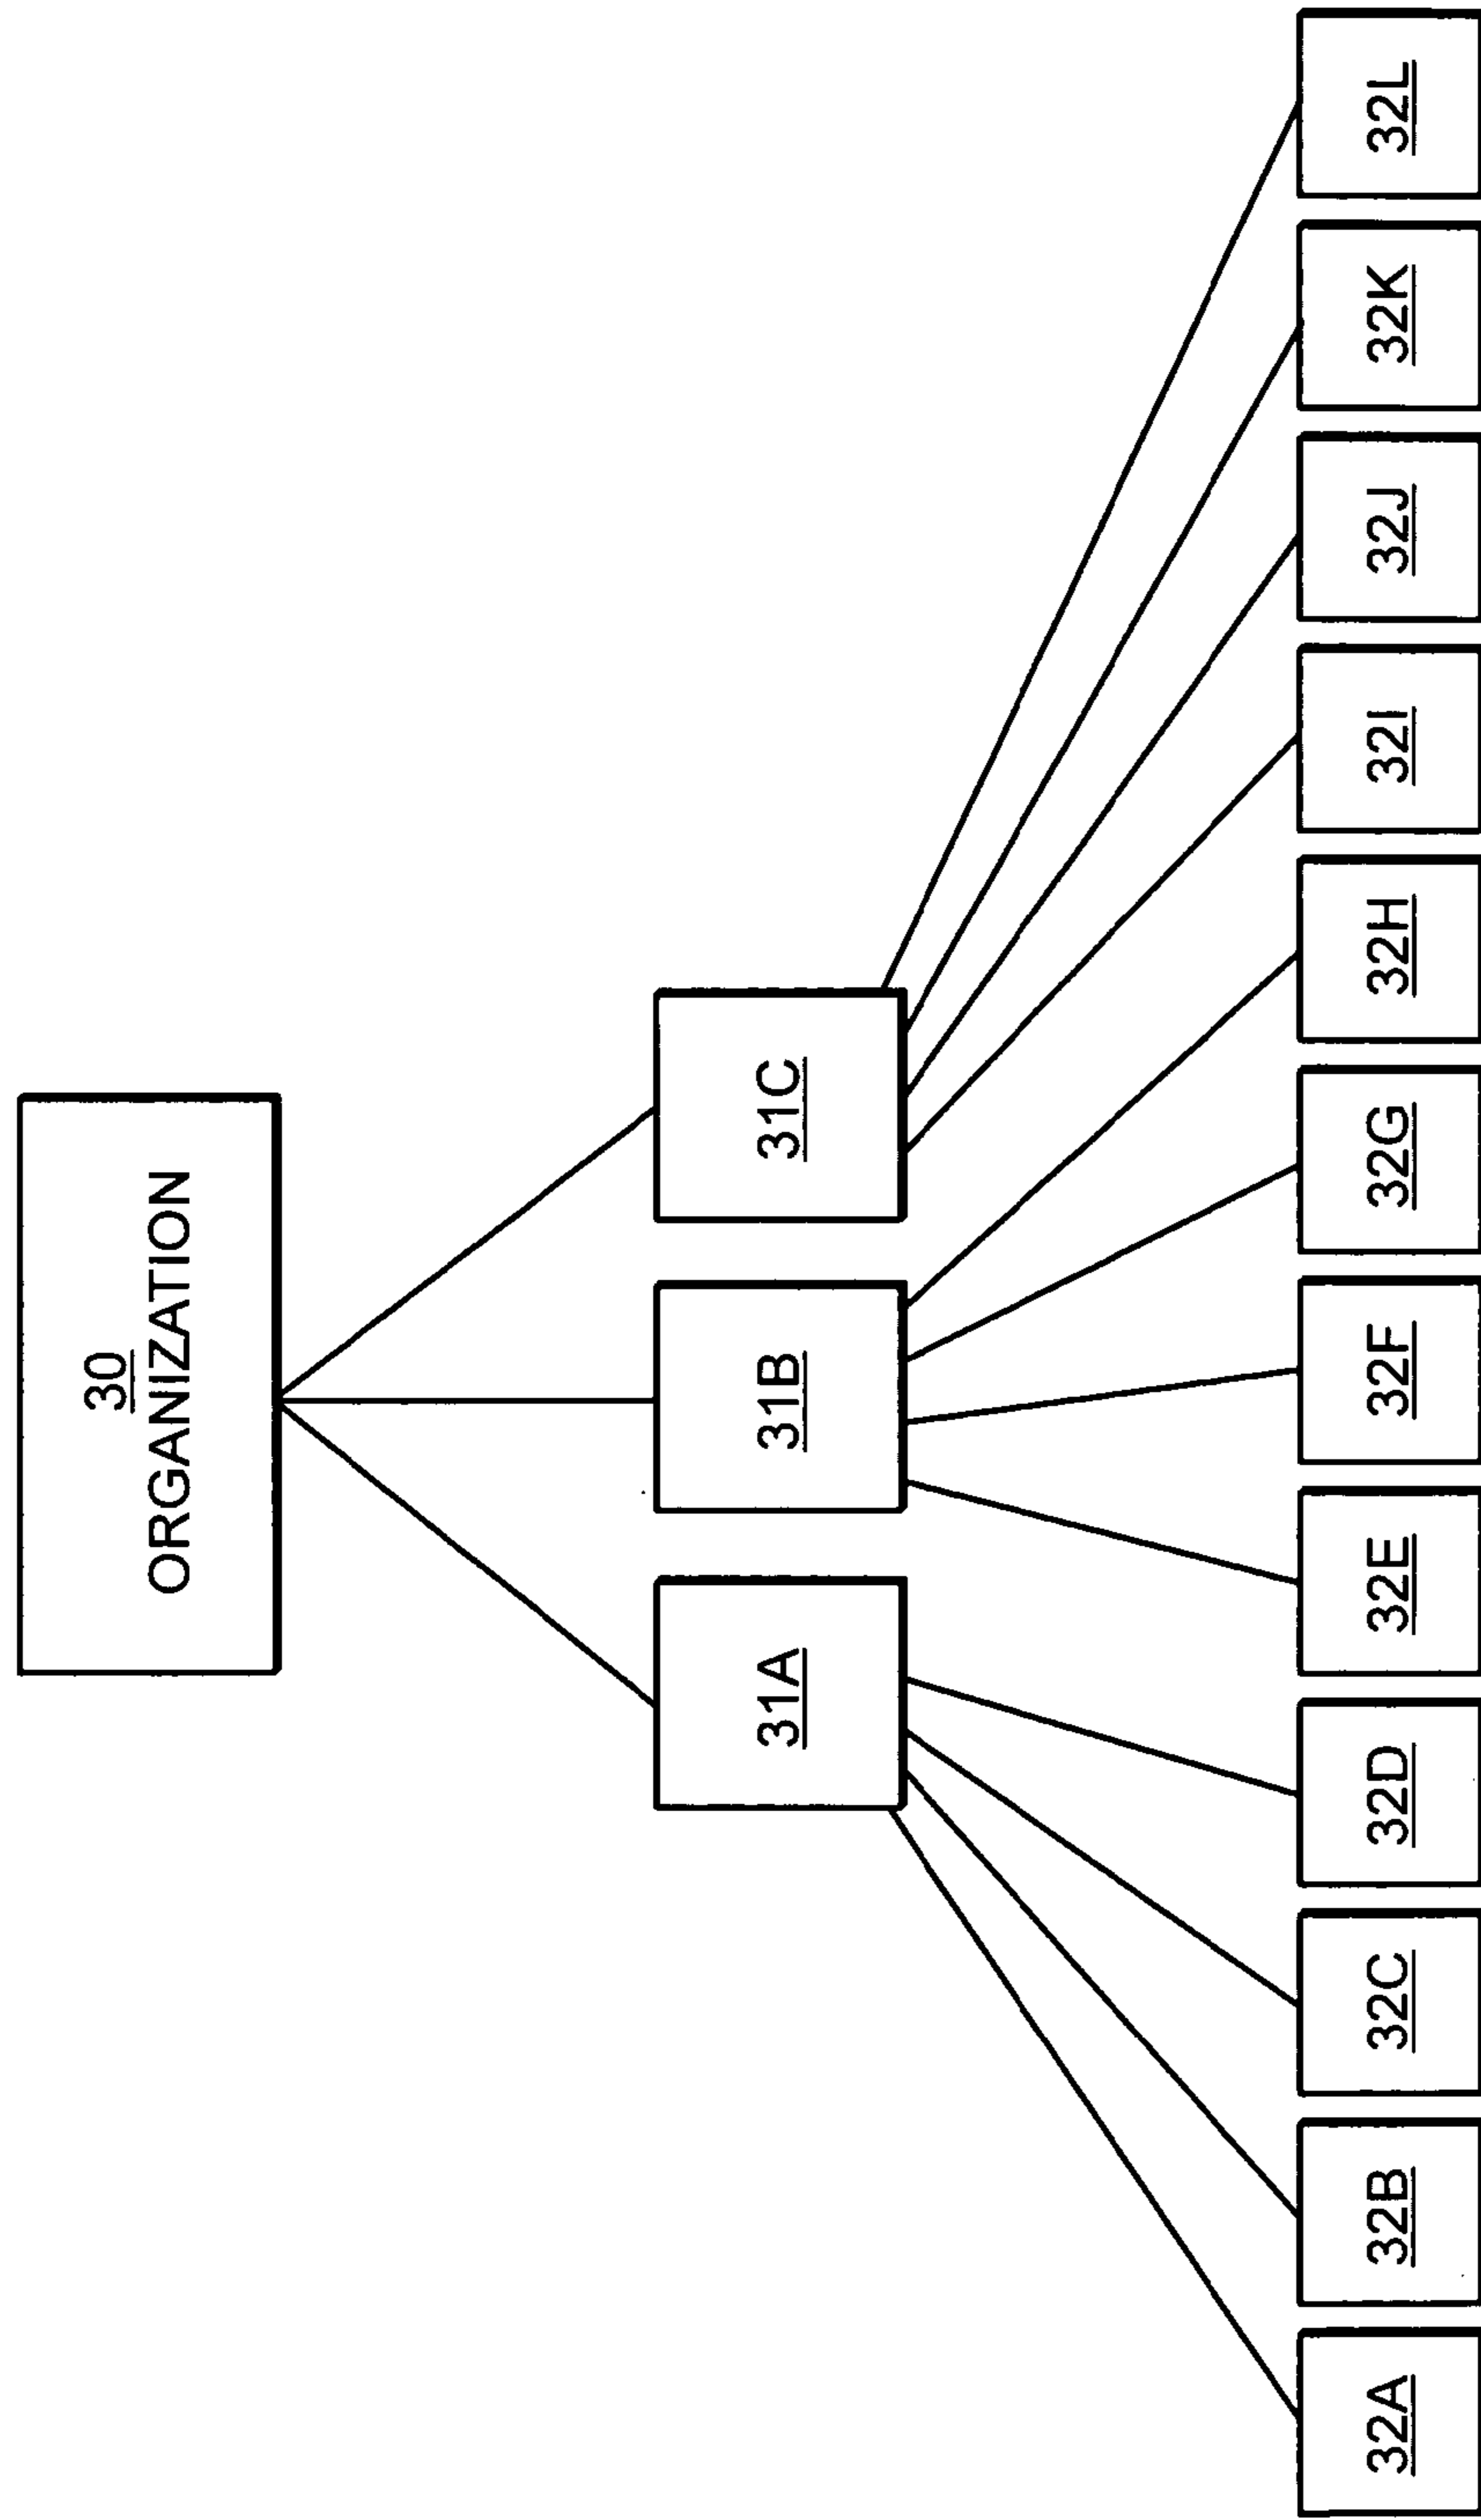 30
ORGANIZATION
31A
31B
31C
32A
32B
32C
32D
32E
32F
32G
32H
32I
32J
32K
32L